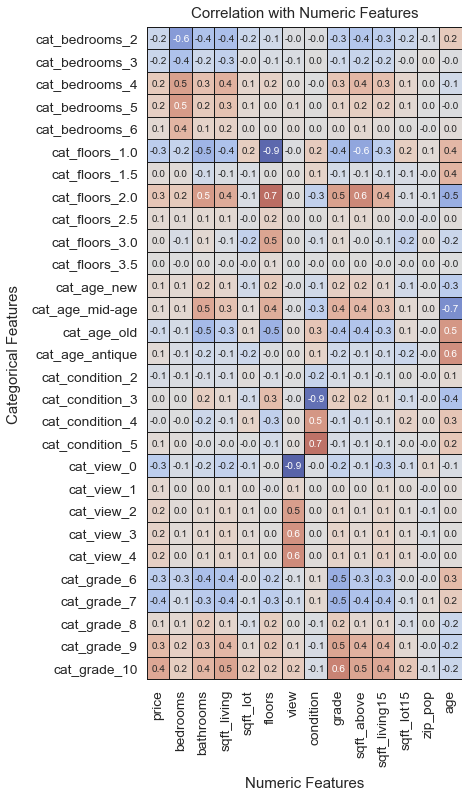 Correlation with Numeric Features
Categorical Features
cat_bedrooms_2 -0.2 -0.6 -0.4 -0.4 -0.2 -0.1 -0.0 -0.0 -0.3 -0.4 -0.3 -0.2 -0.1 0.2
cat_bedrooms_3 -0.2 -0.4 -0.2 -0.3 -0.0 -0.1 -0.1 0.0 -0.1 -0.2 -0.2 -0.0 0.0 -0.0
cat_bedrooms_4 0.2 0.5 0.3 0.4 0.1 0.2 0.0 -0.0 0.3 0.4 0.3 0.1 0.0 -0.1
cat_bedrooms_5 0.2 0.5 0.2 0.3 0.1 0.0 0.1 0.0 0.1 0.2 0.2 0.1 0.0 0.0
cat_bedrooms_6 0.1 0.4 0.1 0.2 0.0 0.0 0.0 0.0 0.0 0.1 0.0 0.0 0.0 0.0
cat_floors_1.0 -0.3 -0.2 -0.5 -0.4 0.2 -0.9 -0.0 0.2 -0.4 -0.6 -0.3 0.2 0.1 0.4
cat_floors_1.5 0.0 0.0 -0.1 -0.1 -0.1 -0.1 0.0 0.1 -0.1 -0.1 -0.1 -0.0 -0.0 0.4
cat_floors_2.0 0.3 0.2 0.5 0.4 -0.1 0.7 0.0 -0.3 0.5 0.6 0.4 -0.1 -0.1 -0.5
cat_floors_2.5 0.1 0.1 0.1 0.1 -0.0 0.2 0.0 0.0 0.1 0.1 0.0 -0.0 -0.0 0.0
cat_floors_3.0 0.0 -0.1 0.1 -0.1 -0.2 0.5 0.0 -0.1 0.1 -0.0 -0.1 -0.2 -0.0 -0.2
cat_floors_3.5 0.0 -0.0 -0.0 -0.0 -0.0 0.1 0.0 -0.0 0.0 0.0 -0.0 -0.0 0.0 -0.0
cat_age_new 0.1 0.1 0.2 0.1 -0.1 0.2 -0.0 -0.1 0.2 0.2 0.1 -0.1 -0.0 -0.3
cat_age_mid-age 0.1 0.2 0.5 0.3 0.1 0.4 -0.0 -0.3 0.4 0.4 0.3 0.1 -0.0 -0.7
cat_age_old -0.1 -0.1 -0.5 -0.3 0.1 -0.5 0.0 0.3 -0.4 -0.4 -0.3 0.1 -0.0 0.5
cat_age_antique 0.1 -0.1 -0.2 -0.1 -0.2 -0.0 0.0 0.1 -0.2 -0.1 -0.1 -0.2 -0.0 0.6
cat_condition_2 -0.1 -0.1 -0.1 -0.1 0.0 -0.1 -0.0 -0.2 -0.1 -0.1 -0.1 0.0 -0.0 0.1
cat_condition_3 0.0 0.0 0.2 0.1 -0.1 0.3 -0.0 -0.9 0.2 0.2 0.1 -0.1 -0.0 -0.4
cat_condition_4 -0.0 -0.0 -0.2 -0.1 0.1 -0.3 0.0 0.5 -0.1 -0.1 -0.1 0.2 0.0 0.3
cat_condition_5 0.1 0.0 -0.0 -0.0 -0.0 -0.1 0.0 0.7 -0.1 -0.1 -0.1 -0.0 0.0 0.2
cat_view_0 -0.3 -0.1 -0.2 -0.2 -0.1 -0.0 -0.9 -0.0 -0.2 -0.1 -0.3 -0.1 0.1 -0.1
cat_view_1 0.1 0.0 0.0 0.1 -0.0 0.0 0.1 0.0 0.1 0.0 0.1 0.0 -0.0 0.0
cat_view_2 0.2 0.0 0.1 0.1 0.1 0.0 0.5 0.0 0.1 0.1 0.1 0.1 -0.0 0.0
cat_view_3 0.2 0.1 0.1 0.1 0.1 0.0 0.6 0.0 0.1 0.1 0.1 0.1 -0.0 0.1
cat_view_4 0.2 0.0 0.1 0.1 0.1 0.0 0.6 0.0 0.1 0.1 0.1 0.1 -0.0 0.0
cat_grade_6 -0.3 -0.3 -0.4 -0.4 -0.0 -0.2 -0.1 0.1 -0.5 -0.3 -0.3 -0.0 -0.0 0.3
cat_grade_7 -0.4 -0.1 -0.3 -0.4 -0.1 -0.3 -0.1 0.1 -0.5 -0.4 -0.4 -0.1 0.1 0.2
cat_grade_8 0.1 0.1 0.2 0.1 -0.0 0.2 0.0 -0.1 0.2 0.1 0.1 -0.0 -0.0 -0.2
cat_grade_9 0.3 0.2 0.3 0.4 0.1 0.2 0.1 -0.1 0.5 0.4 0.4 0.1 -0.0 -0.2
cat_grade_10 0.4 0.2 0.4 0.5 0.2 0.2 0.2 -0.1 0.6 0.5 0.4 0.2 -0.1 -0.2
price bedrooms bathrooms sqft_living sqft_lot floors view condition grade sqft_above sqft_living15 sqft_lot15 zip_pop age
Numeric Features